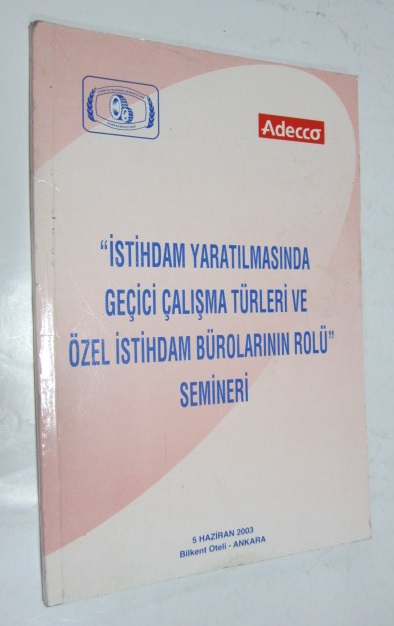 Adecco
“İSTİHDAM YARATILMASINDA
GEÇİCİ ÇALIŞMA TÜRLERİ VE
ÖZEL İSTİHDAM BÜROLARININ ROLÜ”
SEMİNERİ
5 HAZİRAN 2003
Bilkent Oteli - ANKARA